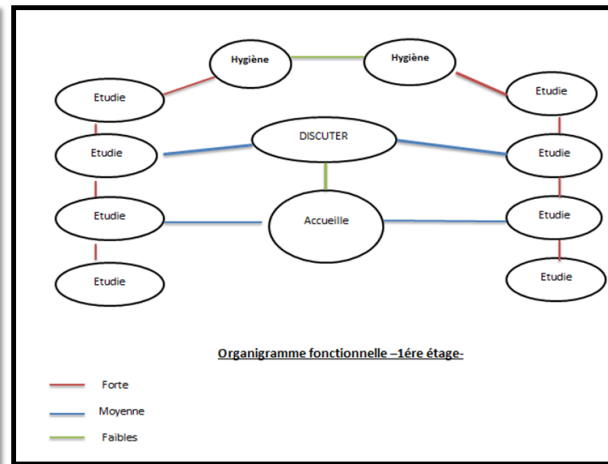 Hygiène
Hygiène
Etudie
Etudie
DISCUTER
Etudie
Etudie
Etudie
Accueille
Etudie
Etudie
Etudie
Organigramme fonctionnelle –1ére étage-
Forte
Moyenne
Faibles